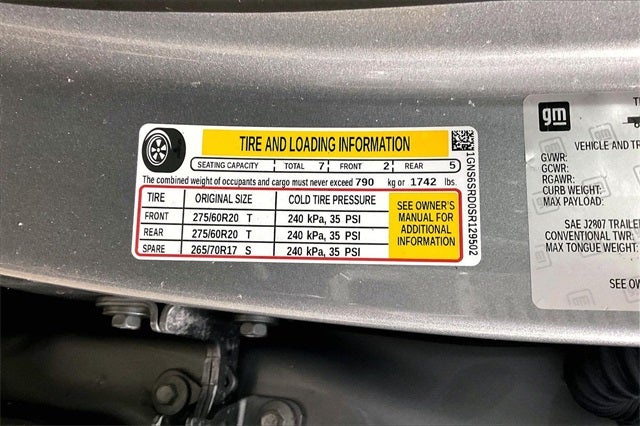 TIRE AND LOADING INFORMATION
SEATING CAPACITY TOTAL 7 FRONT 2 REAR 5
The combined weight of occupants and cargo must never exceed 790 kg or 1742 lbs.
TIRE ORIGINAL SIZE COLD TIRE PRESSURE
FRONT 275/60R20 T 240 kPa, 35 PSI
REAR 275/60R20 T 240 kPa, 35 PSI
SPARE 265/70R17 S 240 kPa, 35 PSI
SEE OWNER'S
MANUAL FOR
ADDITIONAL
INFORMATION
1GNS6SRD0SR129502
gm
VEHICLE AND
GVWR:
GCWR:
RGAWR:
CURB WEIGHT:
MAX PAYLOAD:
SAE J2807
CONVENTIONAL TWR:
MAX TONGUE WEIGHT:
SEE
gm
gm